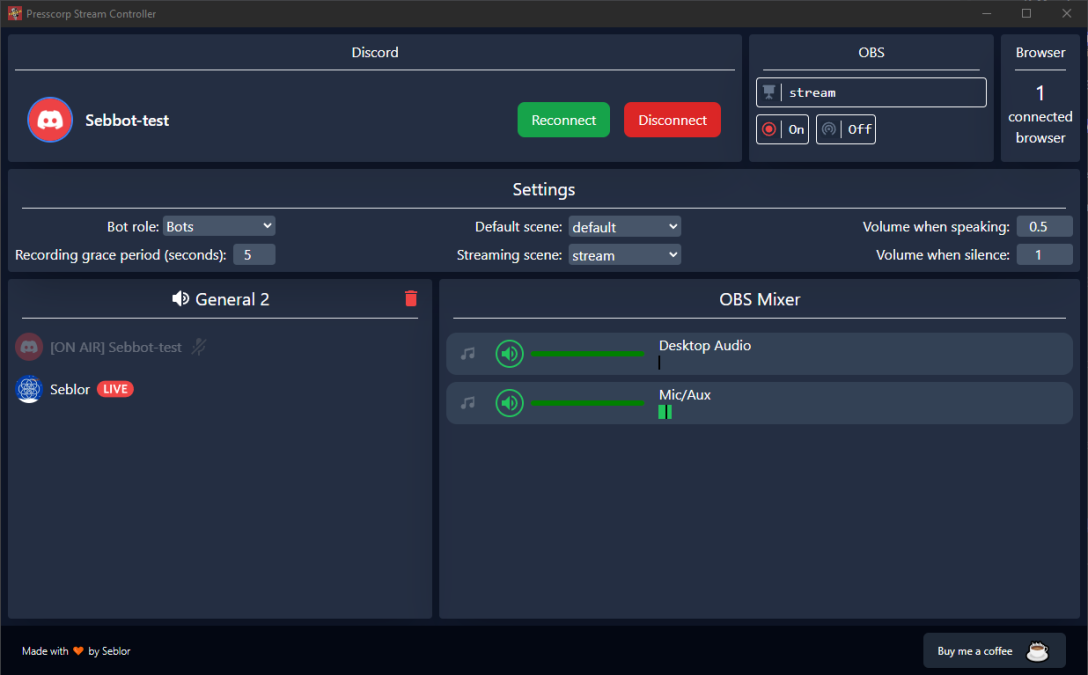 Presscorp Stream Controller
Discord
Sebbot-test
Reconnect
Disconnect
OBS
stream
On
Off
Browser
1
connected
browser
Settings
Bot role: Bots
Recording grace period (seconds): 5
Default scene: default
Streaming scene: stream
Volume when speaking: 0.5
Volume when silence: 1
General 2
[ON AIR] Sebbot-test
Seblor LIVE
OBS Mixer
Desktop Audio
Mic/Aux
Made with by Seblor
Buy me a coffee